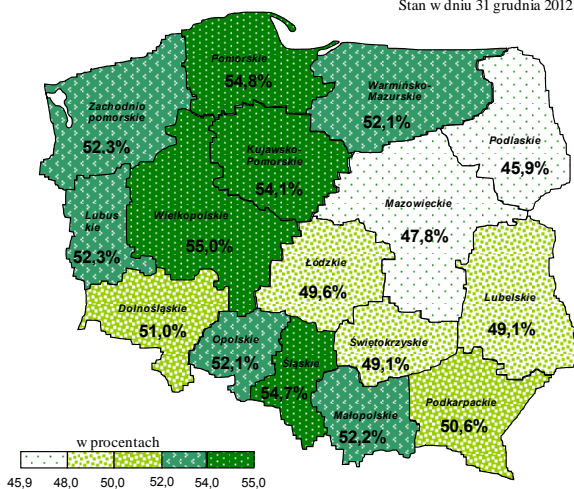 Stan w dniu 31 grudnia 2012
Pomorskie
54,8%
Warmińsko-
Mazurskie
52,1%
Zachodnio
pomorskie
52,3%
Podlaskie
45,9%
Kujawsko-
Pomorskie
54,1%
Mazowieckie
47,8%
Lubus
kie
52,3%
Wielkopolskie
55,0%
Łódzkie
49,6%
Lubelskie
49,1%
Dolnośląskie
51,0%
Opolskie
52,1%
Śląskie
54,7%
Świętokrzyskie
49,1%
Małopolskie
52,2%
Podkarpackie
50,6%
w procentach
45,9 48,0 50,0 52,0 54,0 55,0